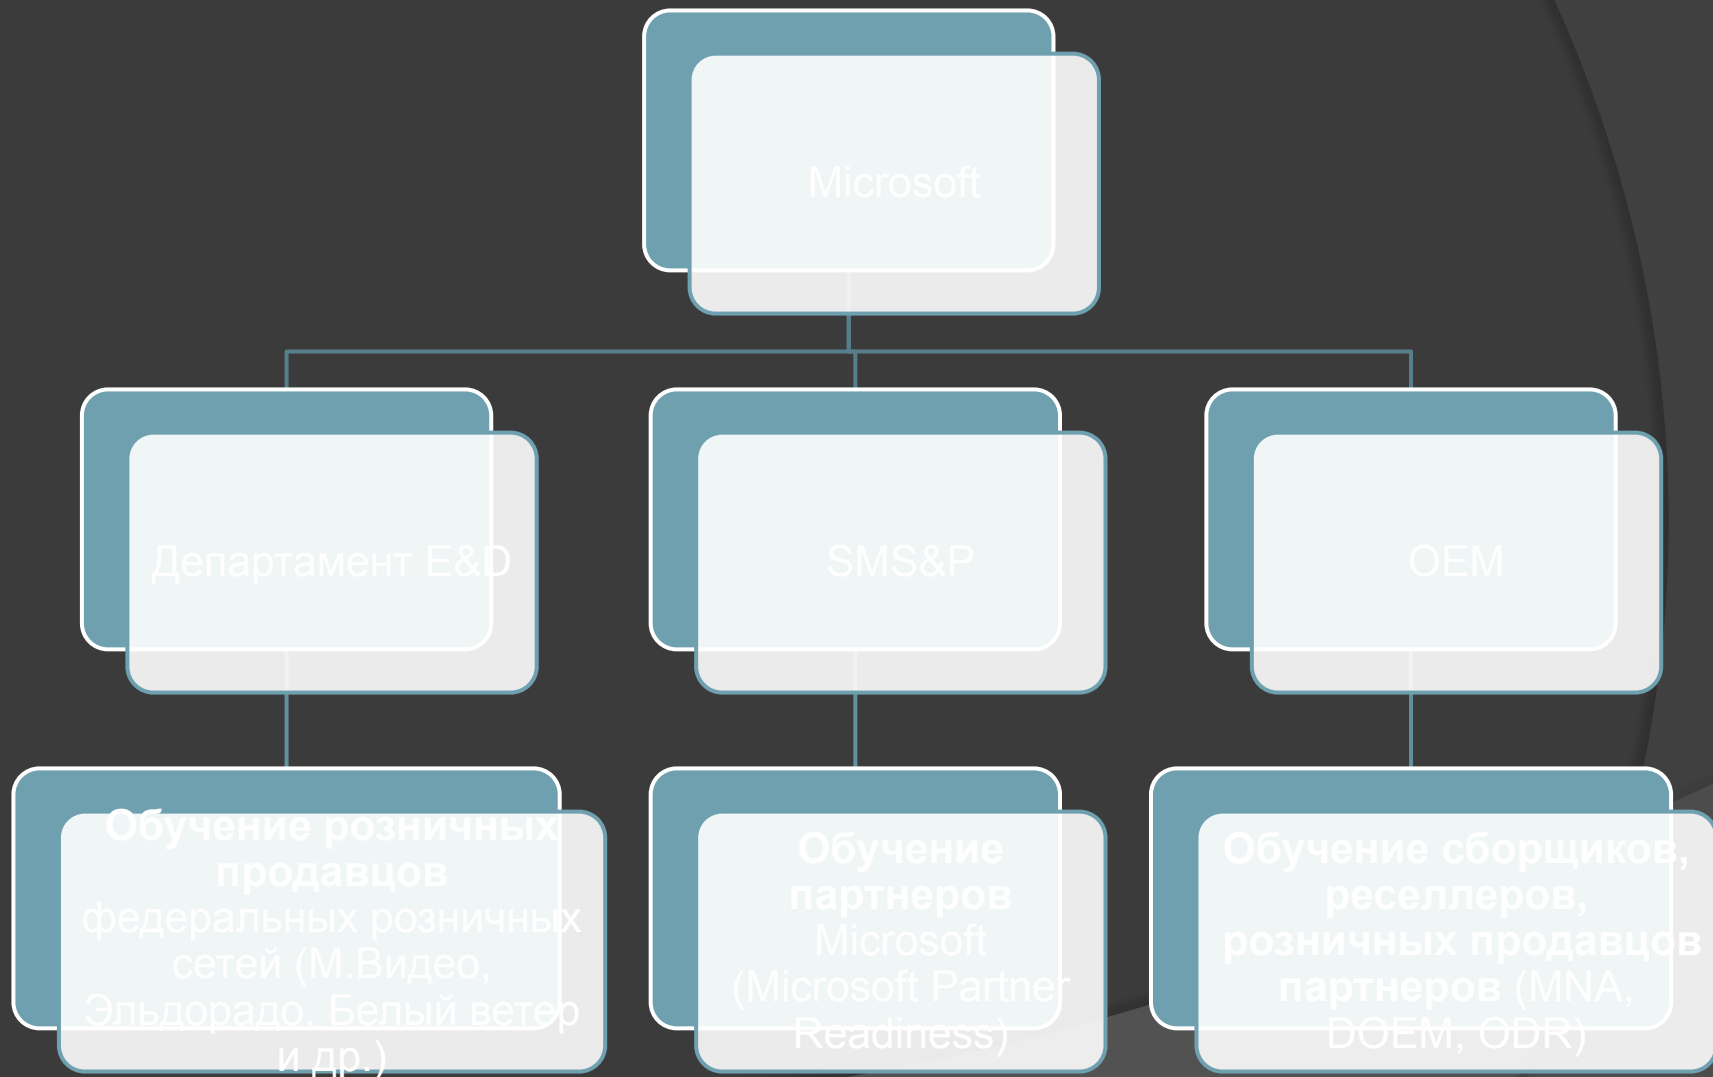 Microsoft
Департамент E&D
SMS&P
OEM
Обучение розничных
продавцов
федеральных розничных
сетей (М.Видео,
Эльдорадо, Белый ветер
и др.)
Обучение
партнеров
Microsoft
(Microsoft Partner
Readiness)
Обучение сборщиков,
реселлеров,
розничных продавцов
партнеров (MNA,
DOEM, ODR)